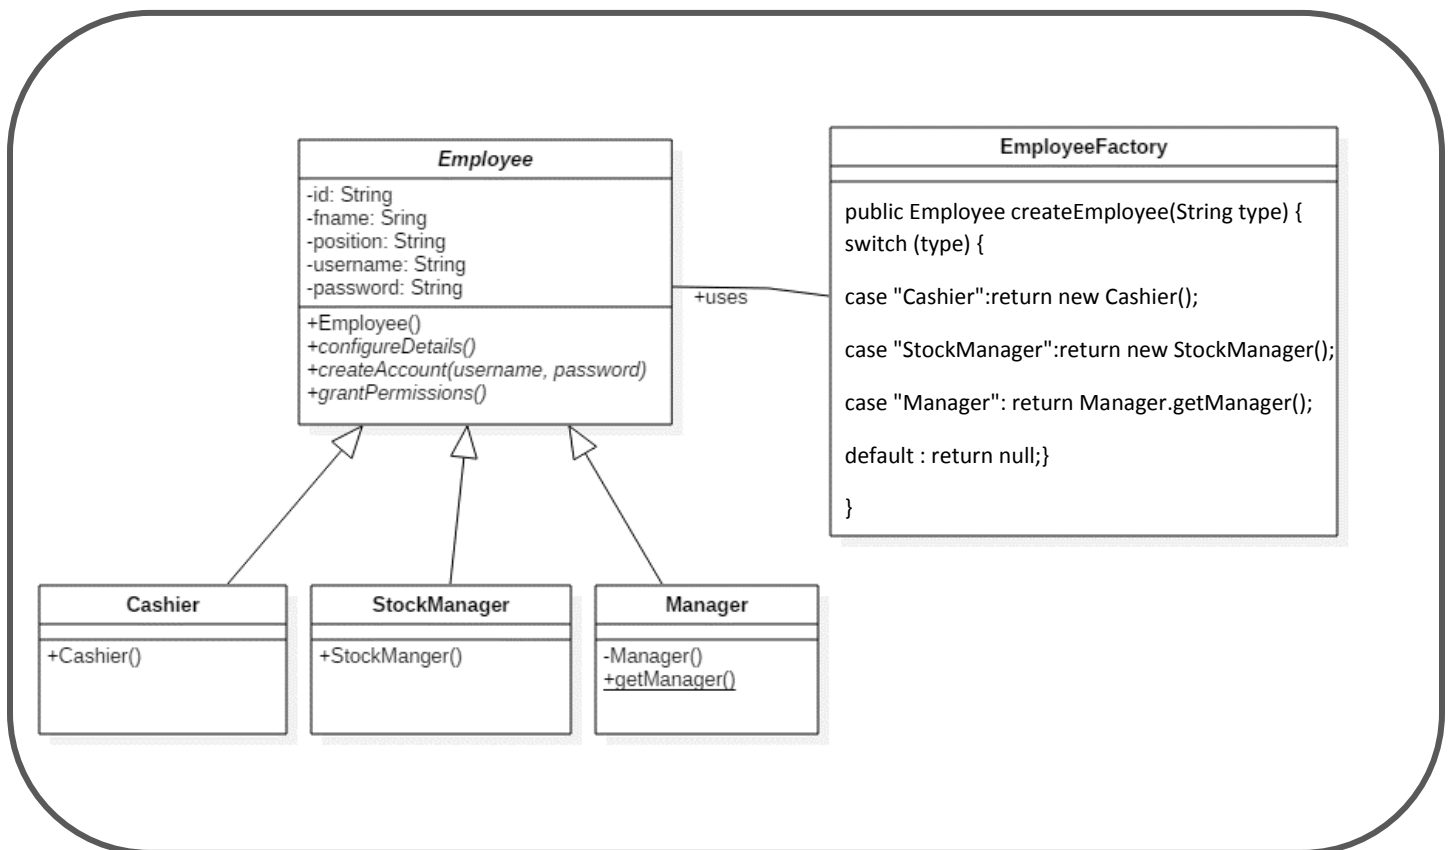 Employee
-id: String
-fname: Sring
-position: String
-username: String
-password: String
+Employee()
+configureDetails()
+createAccount(username, password)
+grantPermissions()
+uses
EmployeeFactory
public Employee createEmployee(String type) {
switch (type) {
case "Cashier":return new Cashier();
case "StockManager":return new StockManager();
case "Manager": return Manager.getManager();
default : return null;}
}
Cashier
+Cashier()
StockManager
+StockManger()
Manager
-Manager()
+getManager()